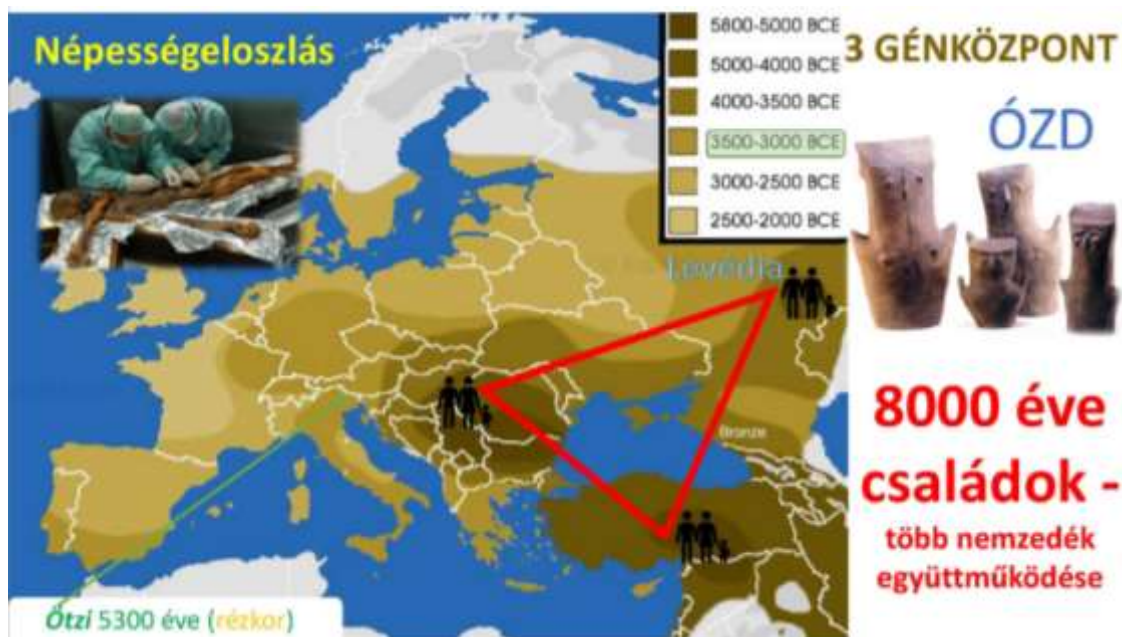 Népességeloszlás
5800-5000 BCE
5000-4000 BCE
4000-3500 BCE
3500-3000 BCE
3000-2500 BCE
2500-2000 BCE
3 GÉNKÖZPONT
ÓZD
Levédia
Bronze
8000 éve
családok -
több nemzedék
együttműködése
Ötzi 5300 éve (rézkor)